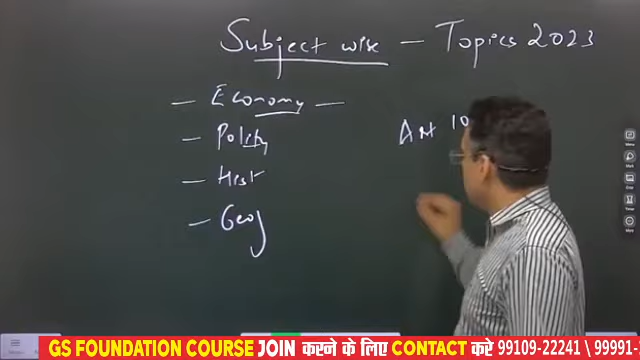 Subject wise - Topics 2023
- Economy -
- Polity
- Hist
- Geog
Art 10
GS FOUNDATION COURSE JOIN करने के लिए CONTACT करे 99109-22241 \ 99991-